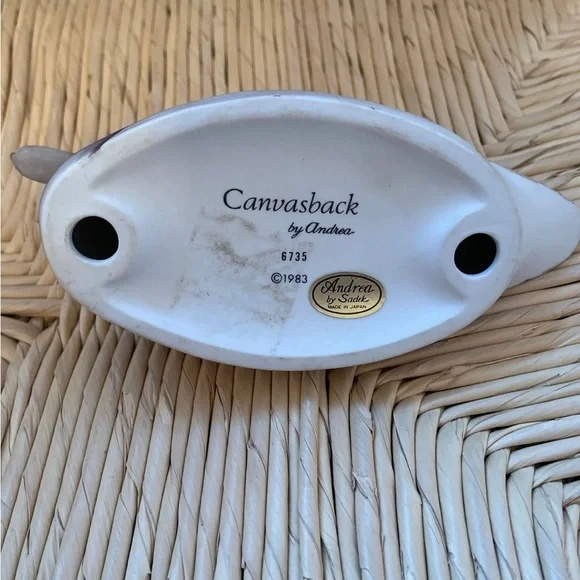 Canvasback
by Andrea
6735
©1983
Andrea
by Sadek
MADE IN JAPAN